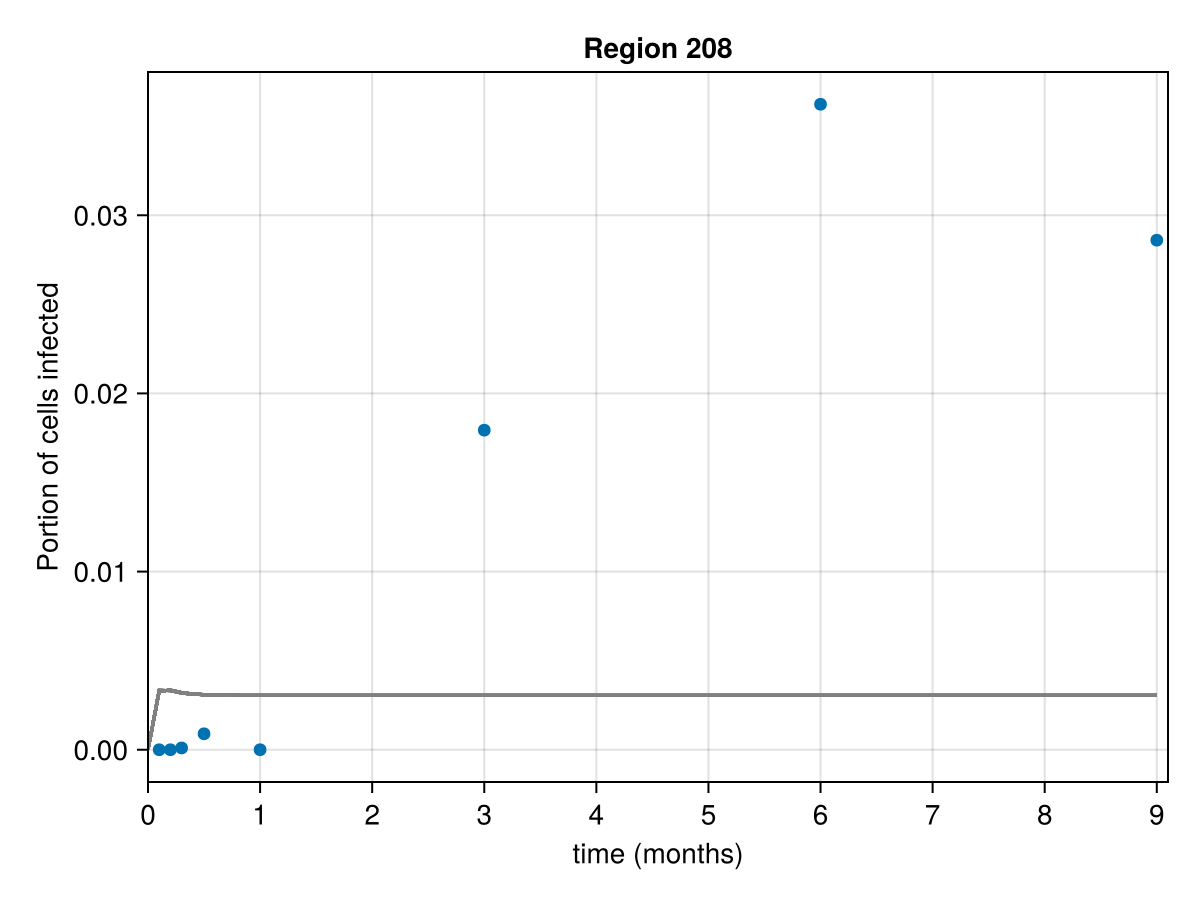 Region 208
Portion of cells infected
0.03
0.02
0.01
0.00
0 1 2 3 4 5 6 7 8 9
time (months)